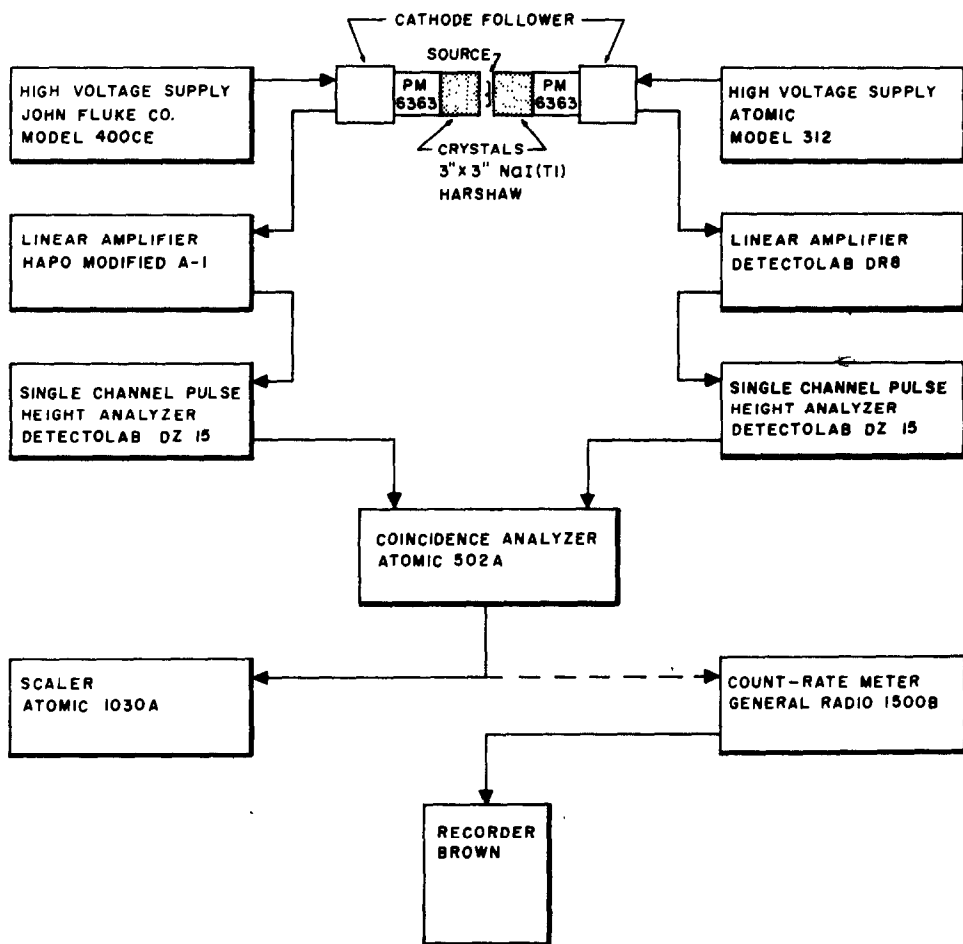 CATHODE FOLLOWER
SOURCE
HIGH VOLTAGE SUPPLY
JOHN FLUKE CO.
MODEL 400CE
PM
6363
PM
6363
HIGH VOLTAGE SUPPLY
ATOMIC
MODEL 312
CRYSTALS
3" X 3" NaI(Tl)
HARSHAW
LINEAR AMPLIFIER
HAPO MODIFIED A-1
LINEAR AMPLIFIER
DETECTOLAB DR8
SINGLE CHANNEL PULSE
HEIGHT ANALYZER
DETECTOLAB DZ 15
SINGLE CHANNEL PULSE
HEIGHT ANALYZER
DETECTOLAB DZ 15
COINCIDENCE ANALYZER
ATOMIC 502A
SCALER
ATOMIC 1030A
COUNT-RATE METER
GENERAL RADIO 1500B
RECORDER
BROWN